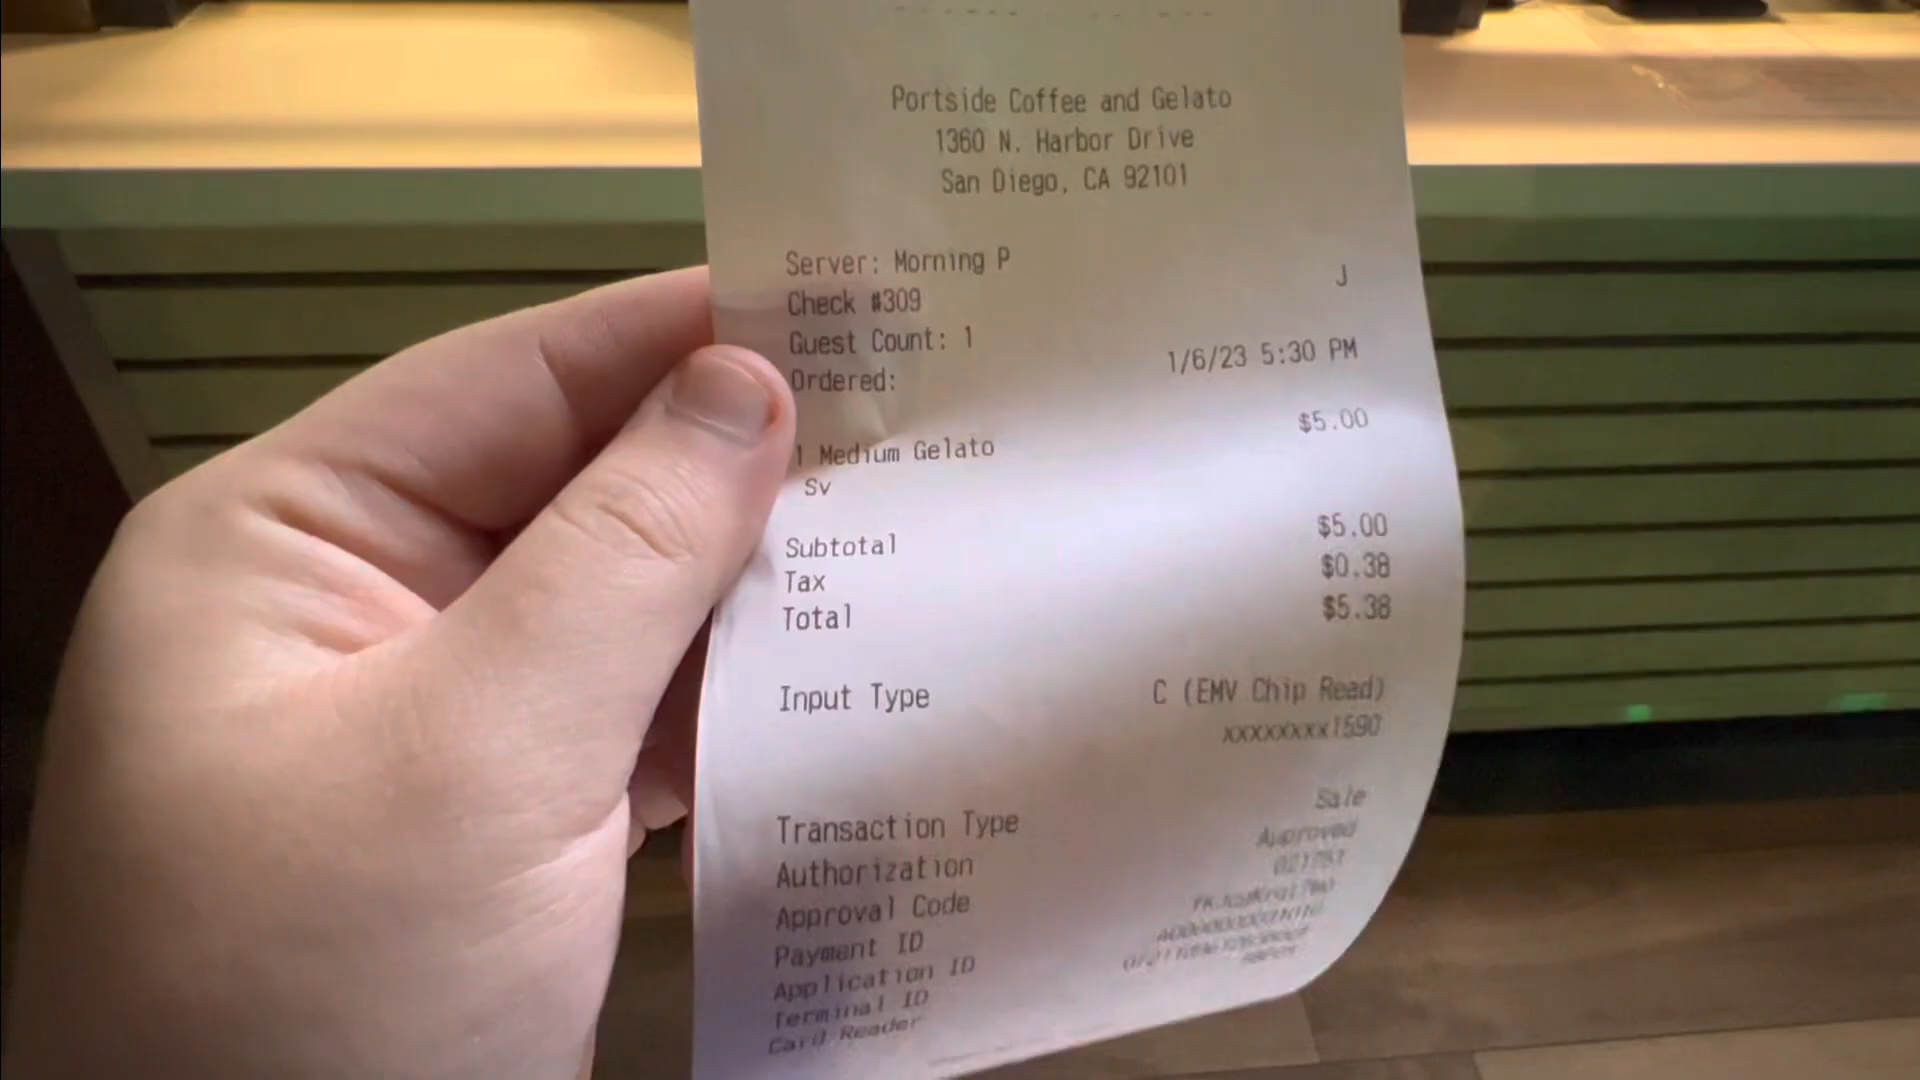 Portside Coffee and Gelato
1360 N. Harbor Drive
San Diego, CA 92101
Server: Morning P J
Check #309
Guest Count: 1
Ordered: 1/6/23 5:30 PM
1 Medium Gelato $5.00
Sv
Subtotal $5.00
Tax $0.38
Total $5.38
Input Type C (EMV Chip Read)
xxxxxxxx1590
Transaction Type Sale
Authorization Approved
Approval Code
Payment ID
Application ID
Terminal ID
Card Reader